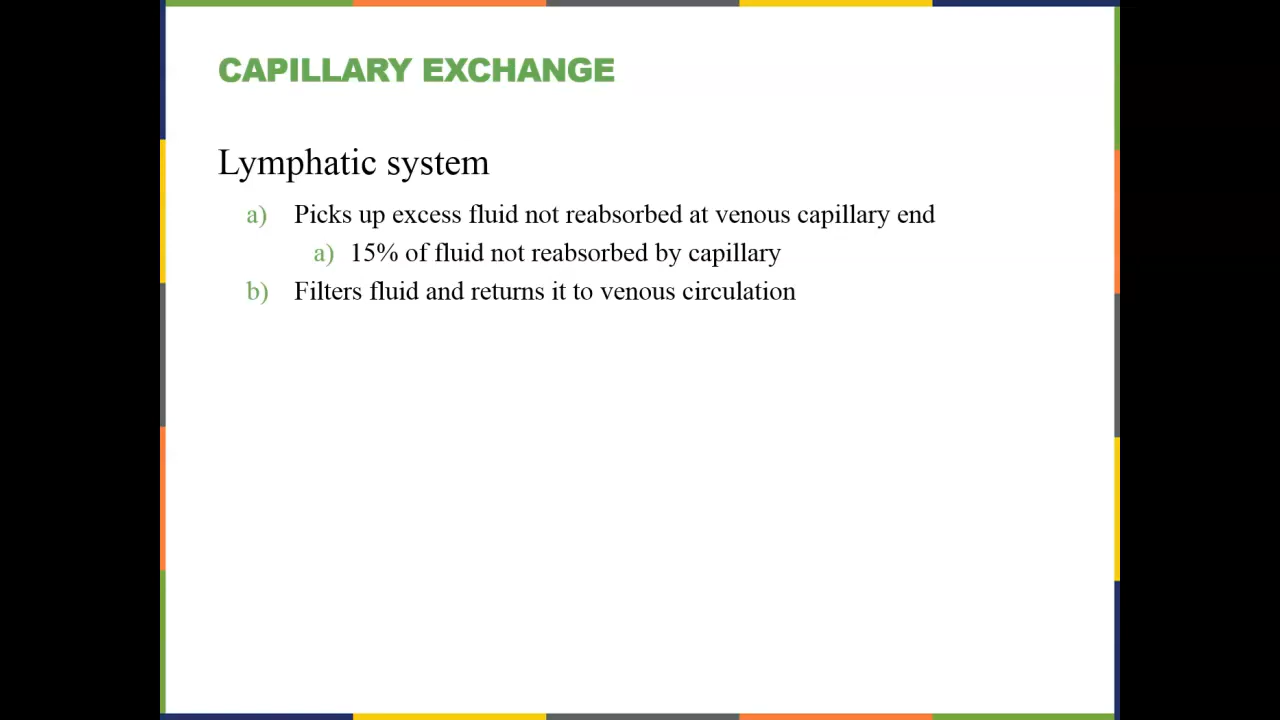 CAPILLARY EXCHANGE
Lymphatic system
a) Picks up excess fluid not reabsorbed at venous capillary end
a) 15% of fluid not reabsorbed by capillary
b) Filters fluid and returns it to venous circulation